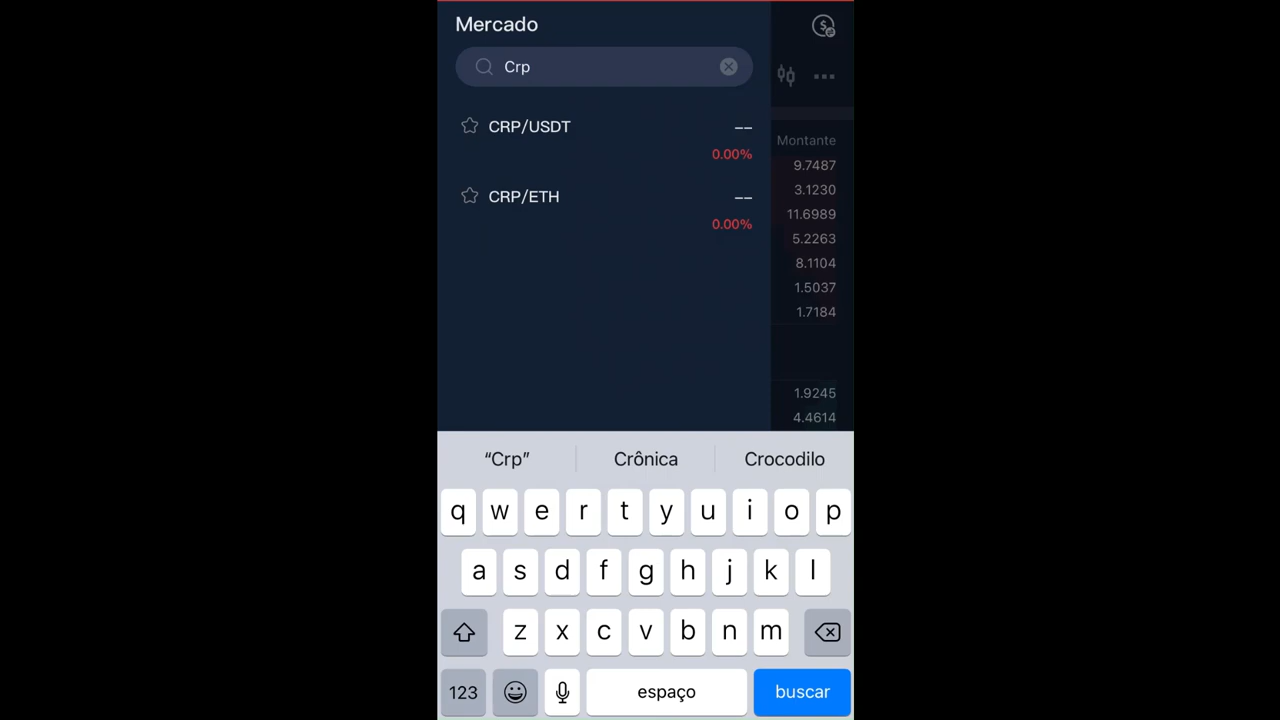 Mercado
Crp
CRP/USDT --
0.00%
CRP/ETH --
0.00%
Montante
9.7487
3.1230
11.6989
5.2263
8.1104
1.5037
1.7184
1.9245
4.4614
“Crp” Crônica Crocodilo
q w e r t y u i o p
a s d f g h j k l
z x c v b n m
123 espaço buscar